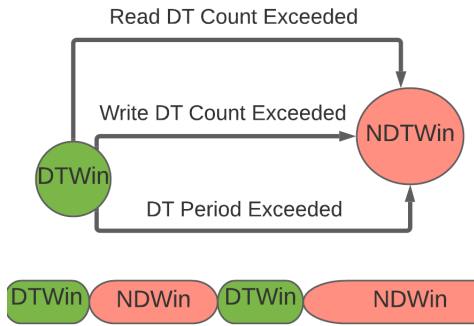 Read DT Count Exceeded
Write DT Count Exceeded
NDTWin
DTWin
DT Period Exceeded
DTWin NDWin DTWin NDWin